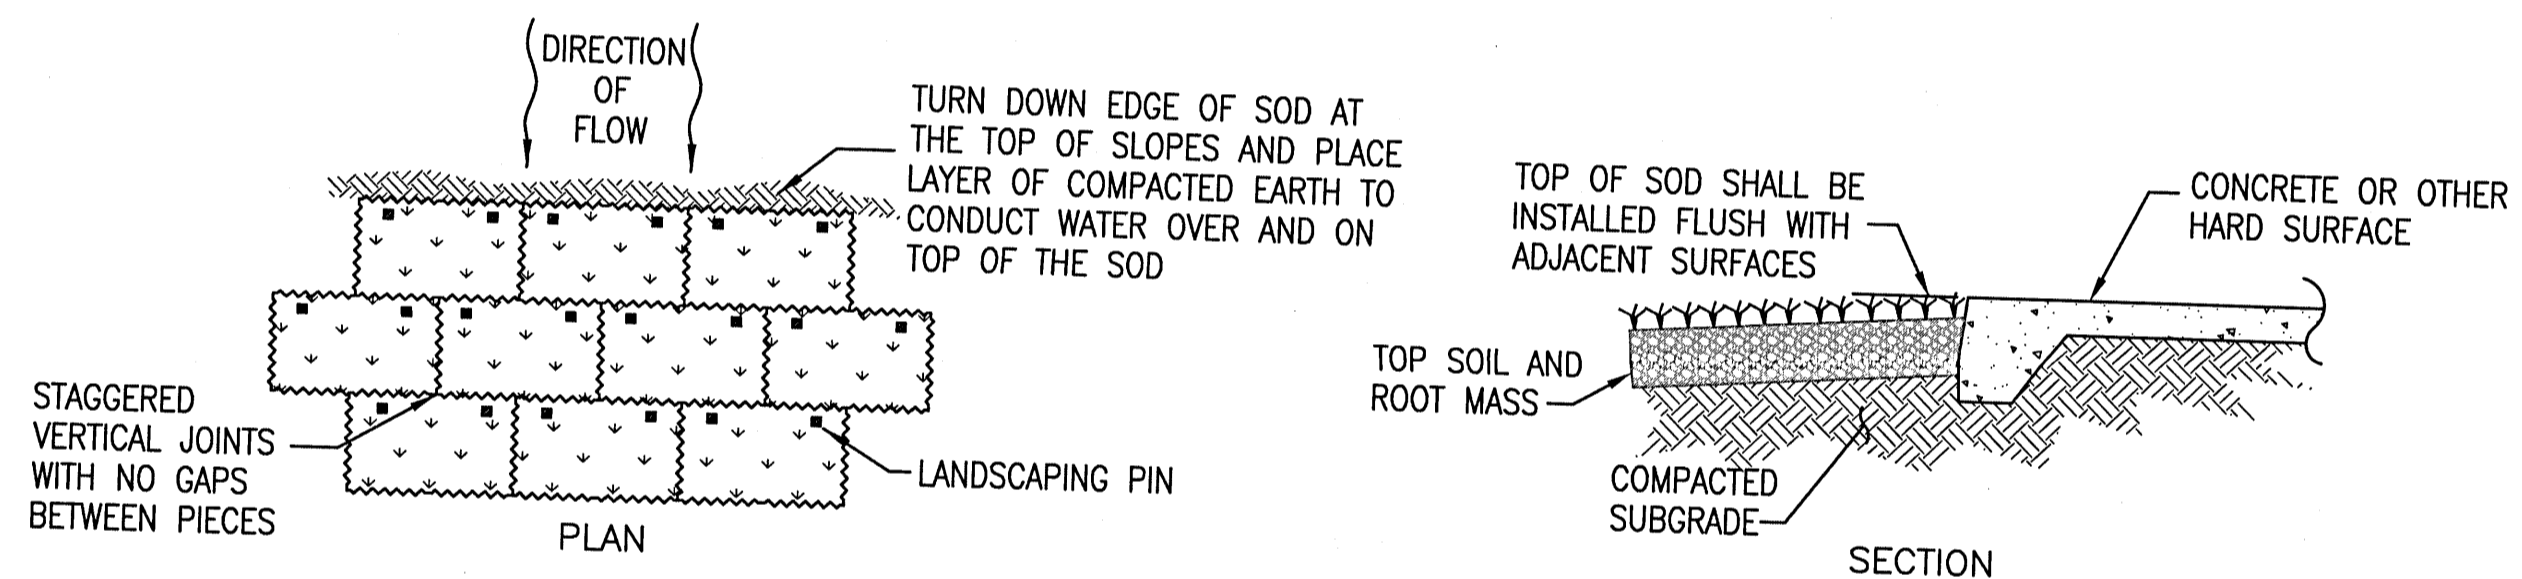 DIRECTION
OF
FLOW
TURN DOWN EDGE OF SOD AT
THE TOP OF SLOPES AND PLACE
LAYER OF COMPACTED EARTH TO
CONDUCT WATER OVER AND ON
TOP OF THE SOD
STAGGERED
VERTICAL JOINTS
WITH NO GAPS
BETWEEN PIECES
LANDSCAPING PIN
PLAN
TOP OF SOD SHALL BE
INSTALLED FLUSH WITH
ADJACENT SURFACES
CONCRETE OR OTHER
HARD SURFACE
TOP SOIL AND
ROOT MASS
COMPACTED
SUBGRADE
SECTION